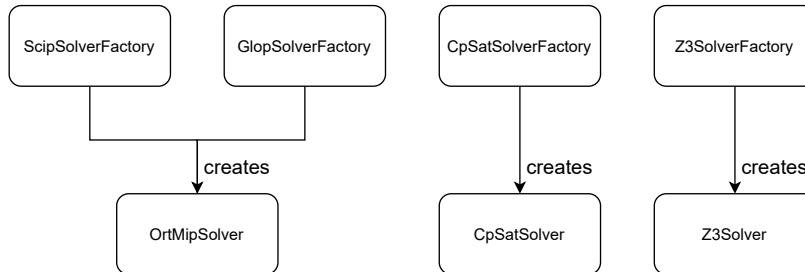 ScipSolverFactory
GlopSolverFactory
CpSatSolverFactory
Z3SolverFactory
creates
creates
creates
OrtMipSolver
CpSatSolver
Z3Solver